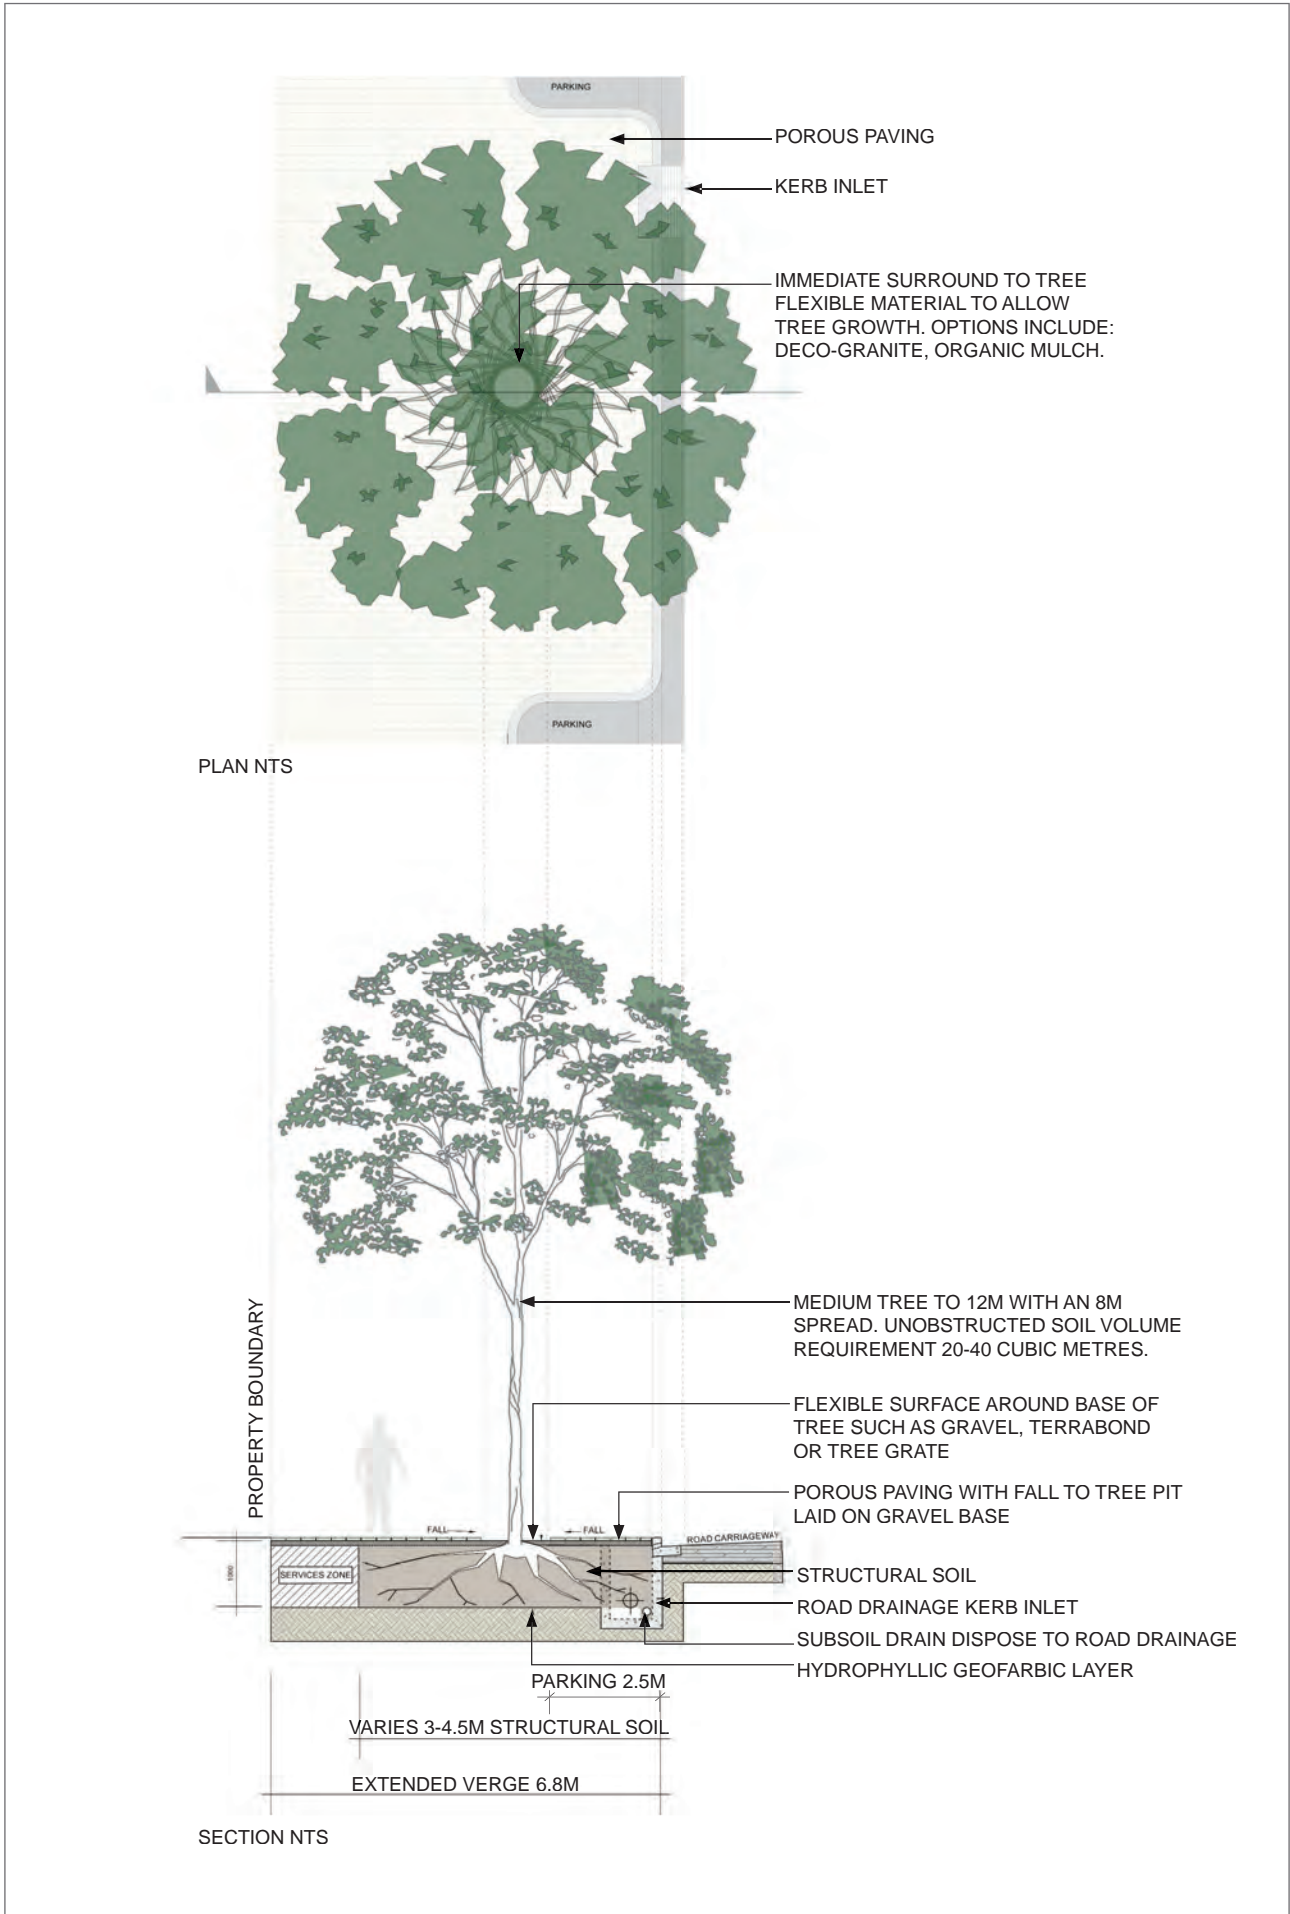 PARKING
POROUS PAVING
KERB INLET
IMMEDIATE SURROUND TO TREE
FLEXIBLE MATERIAL TO ALLOW
TREE GROWTH. OPTIONS INCLUDE:
DECO-GRANITE, ORGANIC MULCH.
PARKING
PLAN NTS
PROPERTY BOUNDARY
MEDIUM TREE TO 12M WITH AN 8M
SPREAD. UNOBSTRUCTED SOIL VOLUME
REQUIREMENT 20-40 CUBIC METRES.
FLEXIBLE SURFACE AROUND BASE OF
TREE SUCH AS GRAVEL, TERRABOND
OR TREE GRATE
POROUS PAVING WITH FALL TO TREE PIT
LAID ON GRAVEL BASE
FALL
FALL
ROAD CARRIAGEWAY
1000
SERVICES ZONE
STRUCTURAL SOIL
ROAD DRAINAGE KERB INLET
SUBSOIL DRAIN DISPOSE TO ROAD DRAINAGE
HYDROPHYLLIC GEOFARBIC LAYER
PARKING 2.5M
VARIES 3-4.5M STRUCTURAL SOIL
EXTENDED VERGE 6.8M
SECTION NTS